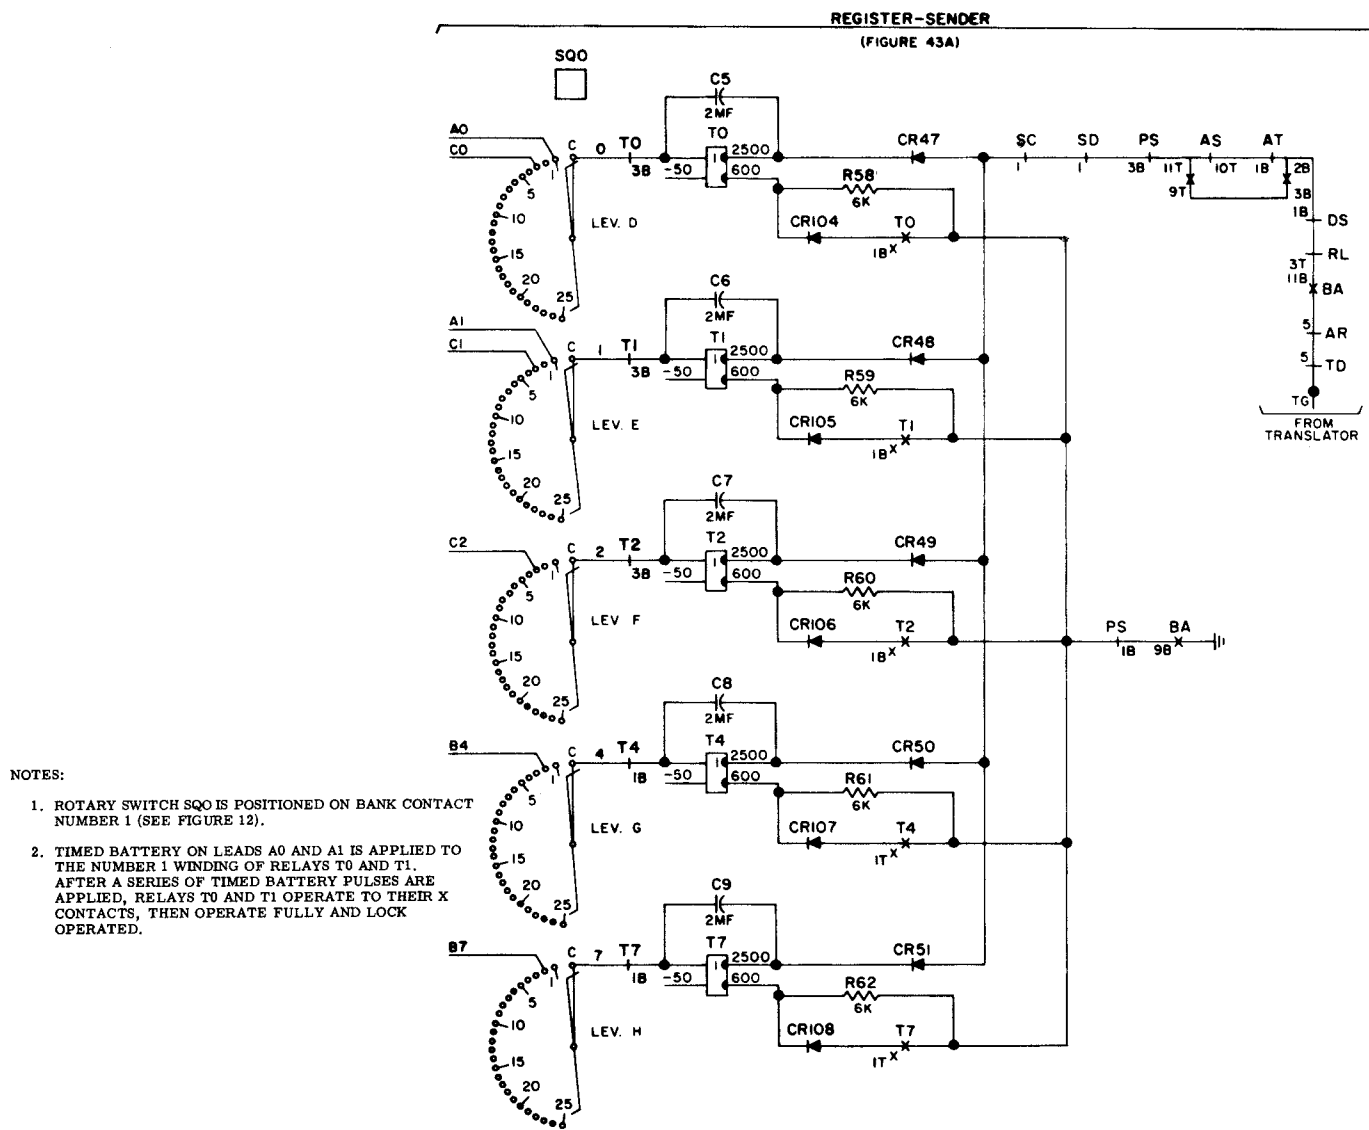 REGISTER-SENDER
(FIGURE 43A)
SQ0
C5
2MF
A0
C0
C
0
T0
3B
-50
T0
1
2500
600
CR47
R58
6K
CR104
T0
1B X
1
5
10
15
20
25
LEV. D
SC
1
SD
1
PS
3B
11T
9T
AS
10T
AT
1B
2B
3B
1B
DS
3T
RL
11B
BA
5
AR
5
TD
TG
FROM
TRANSLATOR
C6
2MF
A1
C1
C
1
T1
3B
-50
T1
1
2500
600
CR48
R59
6K
CR105
T1
1B X
1
5
10
15
20
25
LEV. E
C7
2MF
C2
C
2
T2
3B
-50
T2
1
2500
600
CR49
R60
6K
CR106
T2
1B X
1
5
10
15
20
25
LEV F
PS
1B
BA
9B
C8
2MF
B4
C
4
T4
1B
-50
T4
1
2500
600
CR50
R61
6K
CR107
T4
1T X
1
5
10
15
20
25
LEV. G
C9
2MF
B7
C
7
T7
1B
-50
T7
1
2500
600
CR51
R62
6K
CR108
T7
1T X
1
5
10
15
20
25
LEV. H
NOTES:
1. ROTARY SWITCH SQO IS POSITIONED ON BANK CONTACT
NUMBER 1 (SEE FIGURE 12).
2. TIMED BATTERY ON LEADS A0 AND A1 IS APPLIED TO
THE NUMBER 1 WINDING OF RELAYS T0 AND T1.
AFTER A SERIES OF TIMED BATTERY PULSES ARE
APPLIED, RELAYS T0 AND T1 OPERATE TO THEIR X
CONTACTS, THEN OPERATE FULLY AND LOCK
OPERATED.